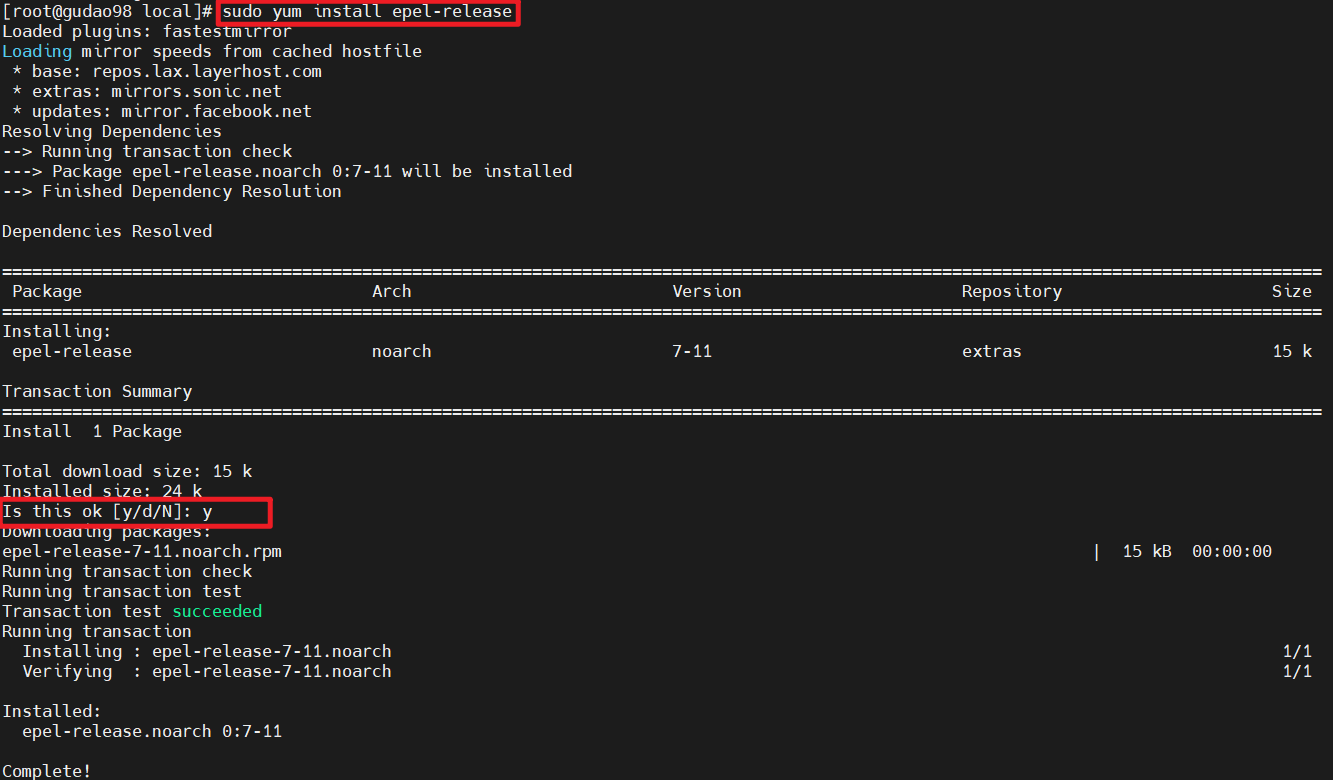 [root@gudao98 local]# sudo yum install epel-release
Loaded plugins: fastestmirror
Loading mirror speeds from cached hostfile
 * base: repos.lax.layerhost.com
 * extras: mirrors.sonic.net
 * updates: mirror.facebook.net
Resolving Dependencies
--> Running transaction check
---> Package epel-release.noarch 0:7-11 will be installed
--> Finished Dependency Resolution
Dependencies Resolved
====================================================================================================================================
 Package Arch Version Repository Size
====================================================================================================================================
Installing:
 epel-release noarch 7-11 extras 15 k
Transaction Summary
====================================================================================================================================
Install  1 Package
Total download size: 15 k
Installed size: 24 k
Is this ok [y/d/N]: y
Downloading packages:
epel-release-7-11.noarch.rpm | 15 kB 00:00:00
Running transaction check
Running transaction test
Transaction test succeeded
Running transaction
  Installing : epel-release-7-11.noarch 1/1
  Verifying  : epel-release-7-11.noarch 1/1
Installed:
  epel-release.noarch 0:7-11
Complete!